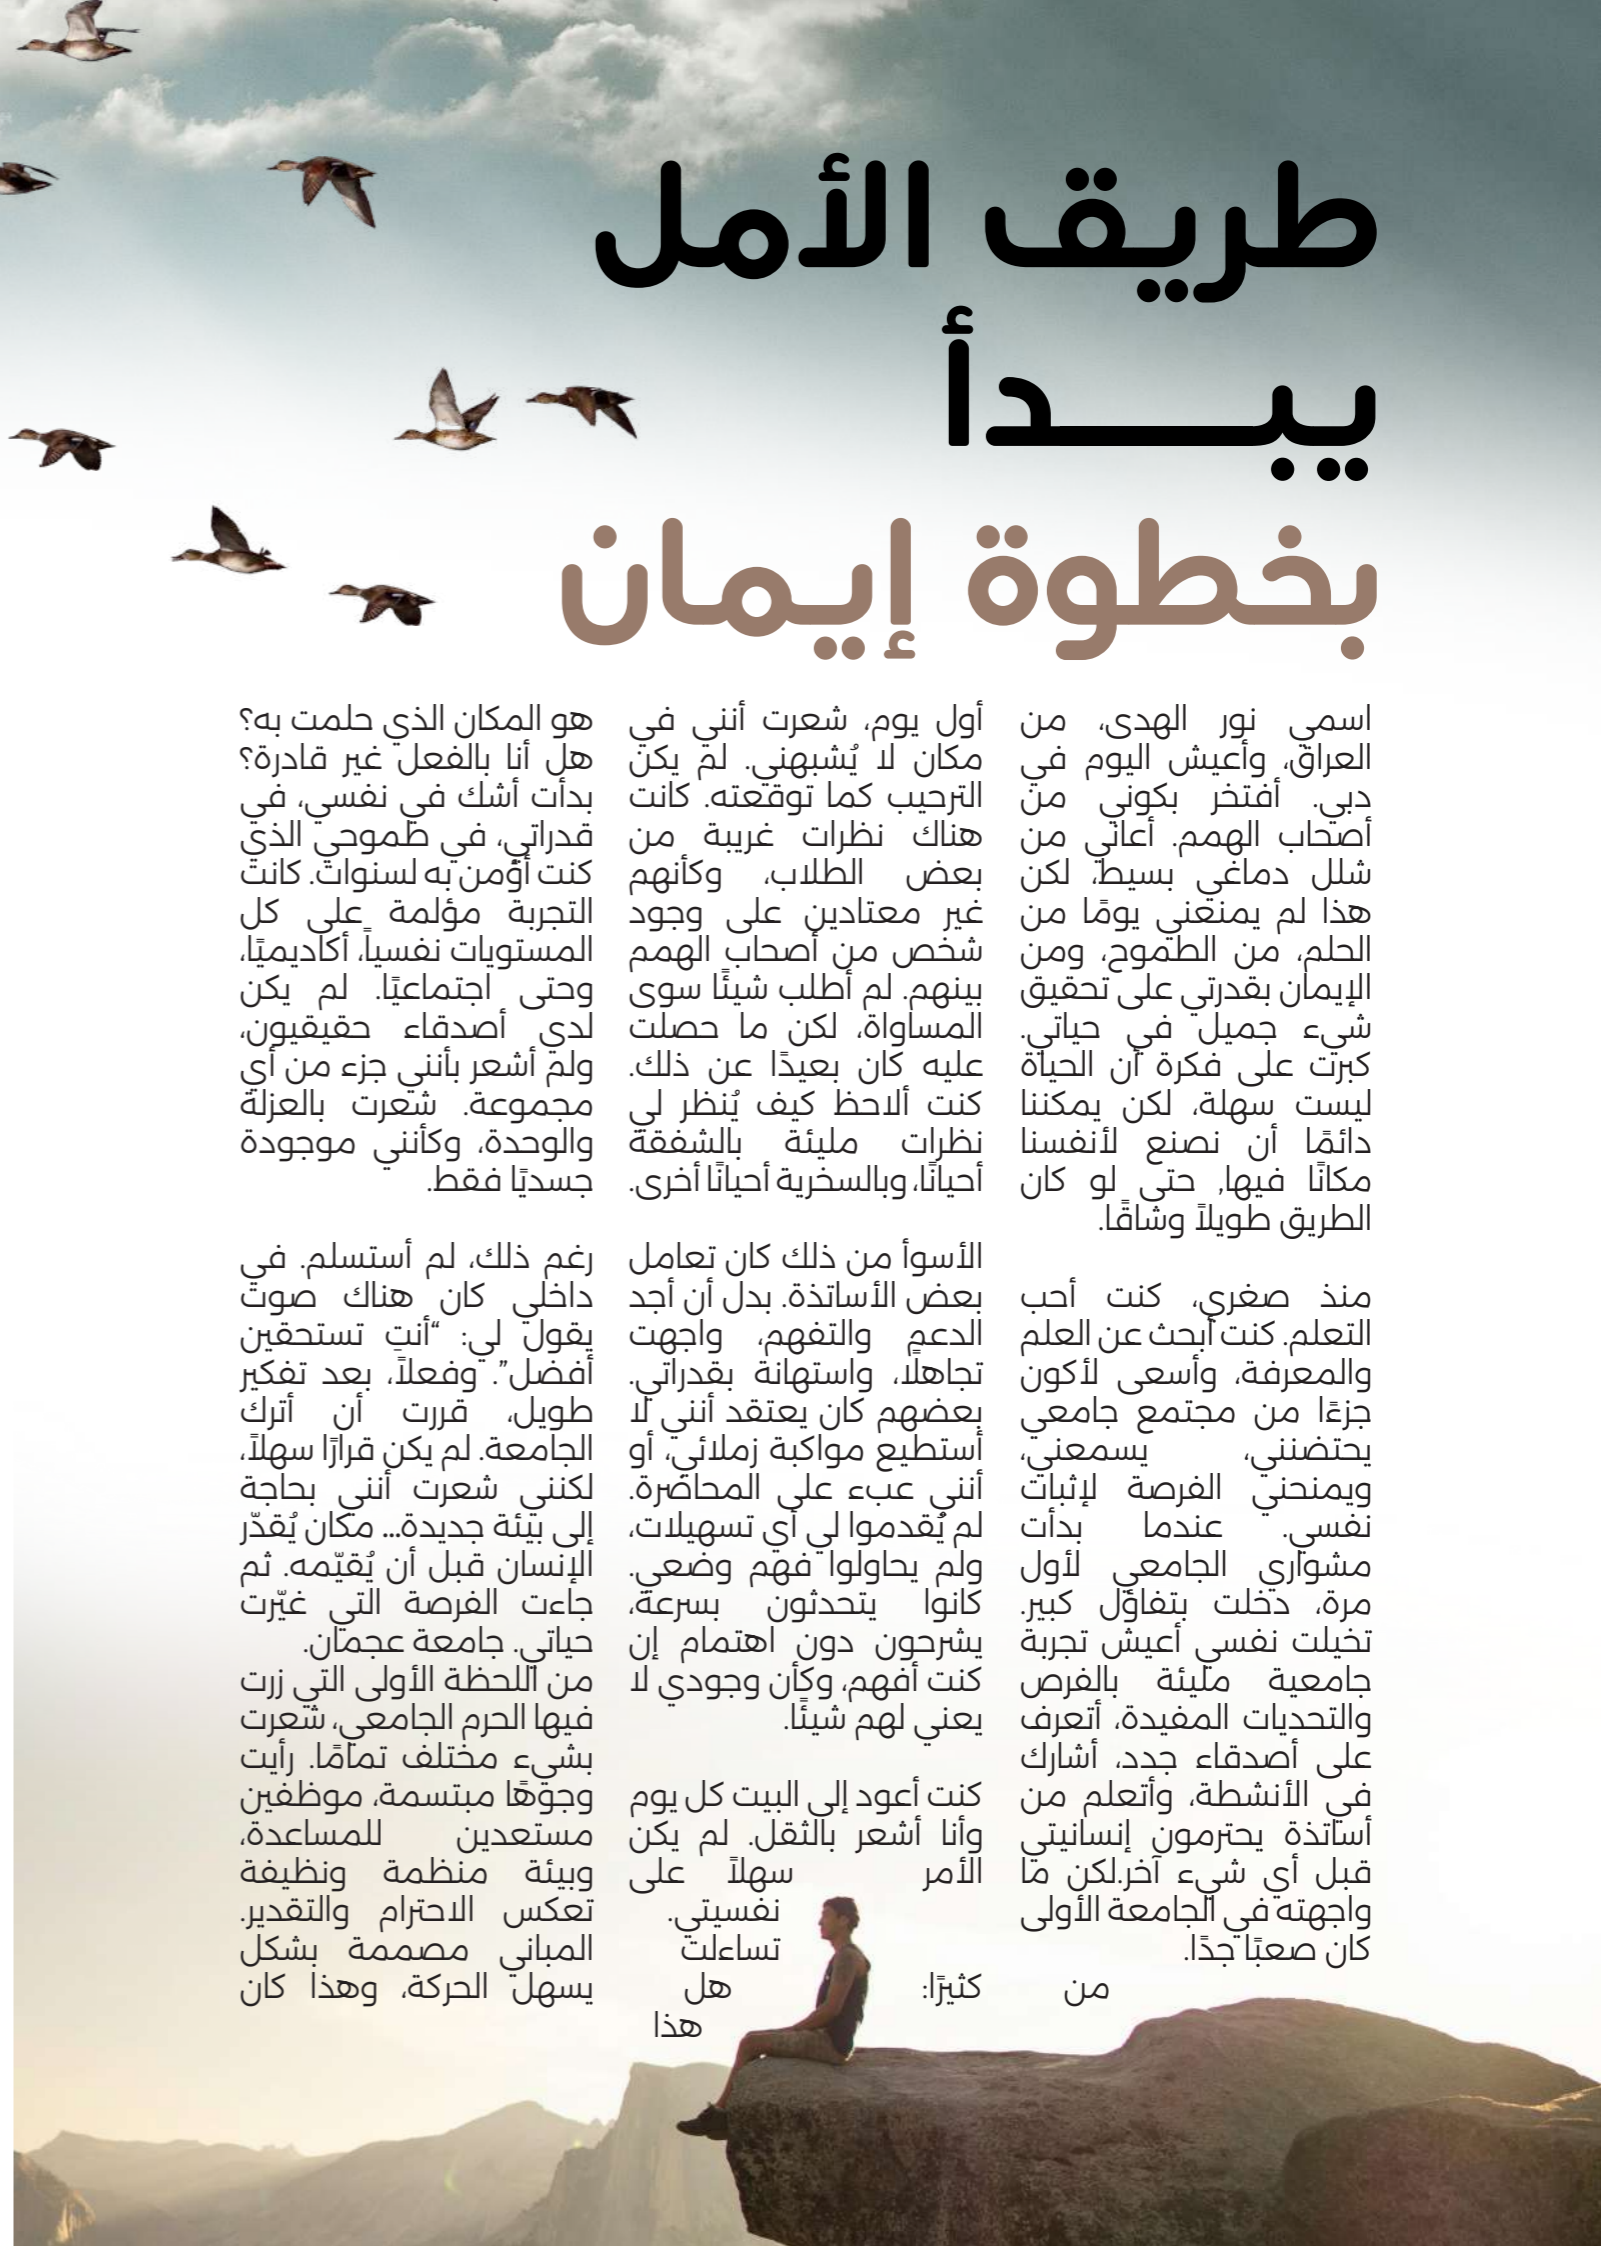 طريق الأمل
يبـــــدأ
بخطوة إيمان
اسمي نور الهدى، من
العراق، وأعيش اليوم في
دبي. أفتخر بكوني من
أصحاب الهمم. أعاني من
شلل دماغي بسيط، لكن
هذا لم يمنعني يومًا من
الحلم، من الطموح، ومن
الإيمان بقدرتي على تحقيق
شيء جميل في حياتي.
كبرت على فكرة أن الحياة
ليست سهلة، لكن يمكننا
دائمًا أن نصنع لأنفسنا
مكانًا فيها, حتى لو كان
الطريق طويلاً وشاقًا.
منذ صغري، كنت أحب
التعلم. كنت أبحث عن العلم
والمعرفة، وأسعى لأكون
جزءًا من مجتمع جامعي
يحتضنني، يسمعني،
ويمنحني الفرصة لإثبات
نفسي. عندما بدأت
مشواري الجامعي لأول
مرة، دخلت بتفاؤل كبير.
تخيلت نفسي أعيش تجربة
جامعية مليئة بالفرص
والتحديات المفيدة، أتعرف
على أصدقاء جدد، أشارك
في الأنشطة، وأتعلم من
أساتذة يحترمون إنسانيتي
قبل أي شيء آخر.لكن ما
واجهته في الجامعة الأولى
كان صعبًا جدًا.
من
أول يوم، شعرت أنني في
مكان لا يُشبهني. لم يكن
الترحيب كما توقعته. كانت
هناك نظرات غريبة من
بعض الطلاب، وكأنهم
غير معتادين على وجود
شخص من أصحاب الهمم
بينهم. لم أطلب شيئًا سوى
المساواة، لكن ما حصلت
عليه كان بعيدًا عن ذلك.
كنت ألاحظ كيف يُنظر لي
نظرات مليئة بالشفقة
أحيانًا، وبالسخرية أحيانًا أخرى.
الأسوأ من ذلك كان تعامل
بعض الأساتذة. بدل أن أجد
الدعم والتفهم، واجهت
تجاهلًا، واستهانة بقدراتي.
بعضهم كان يعتقد أنني لا
أستطيع مواكبة زملائي، أو
أنني عبء على المحاضرة.
لم يُقدموا لي أي تسهيلات،
ولم يحاولوا فهم وضعي.
كانوا يتحدثون بسرعة،
يشرحون دون اهتمام إن
كنت أفهم، وكأن وجودي لا
يعني لهم شيئًا.
كنت أعود إلى البيت كل يوم
وأنا أشعر بالثقل. لم يكن
الأمر سهلاً على
نفسيتي.
تساءلت
كثيرًا: هل
هذا
هو المكان الذي حلمت به؟
هل أنا بالفعل غير قادرة؟
بدأت أشك في نفسي، في
قدراتي، في طموحي الذي
كنت أؤمن به لسنوات. كانت
التجربة مؤلمة على كل
المستويات نفسياً، أكاديميًا،
وحتى اجتماعيًا. لم يكن
لدي أصدقاء حقيقيون،
ولم أشعر بأنني جزء من أي
مجموعة. شعرت بالعزلة
والوحدة، وكأنني موجودة
جسديًا فقط.
رغم ذلك، لم أستسلم. في
داخلي كان هناك صوت
يقول لي: “أنتِ تستحقين
أفضل”. وفعلاً، بعد تفكير
طويل، قررت أن أترك
الجامعة. لم يكن قرارًا سهلاً،
لكنني شعرت أنني بحاجة
إلى بيئة جديدة... مكان يُقدّر
الإنسان قبل أن يُقيّمه. ثم
جاءت الفرصة التي غيّرت
حياتي. جامعة عجمان.
من اللحظة الأولى التي زرت
فيها الحرم الجامعي، شعرت
بشيء مختلف تمامًا. رأيت
وجوهًا مبتسمة، موظفين
مستعدين للمساعدة،
وبيئة منظمة ونظيفة
تعكس الاحترام والتقدير.
المباني مصممة بشكل
يسهل الحركة، وهذا كان